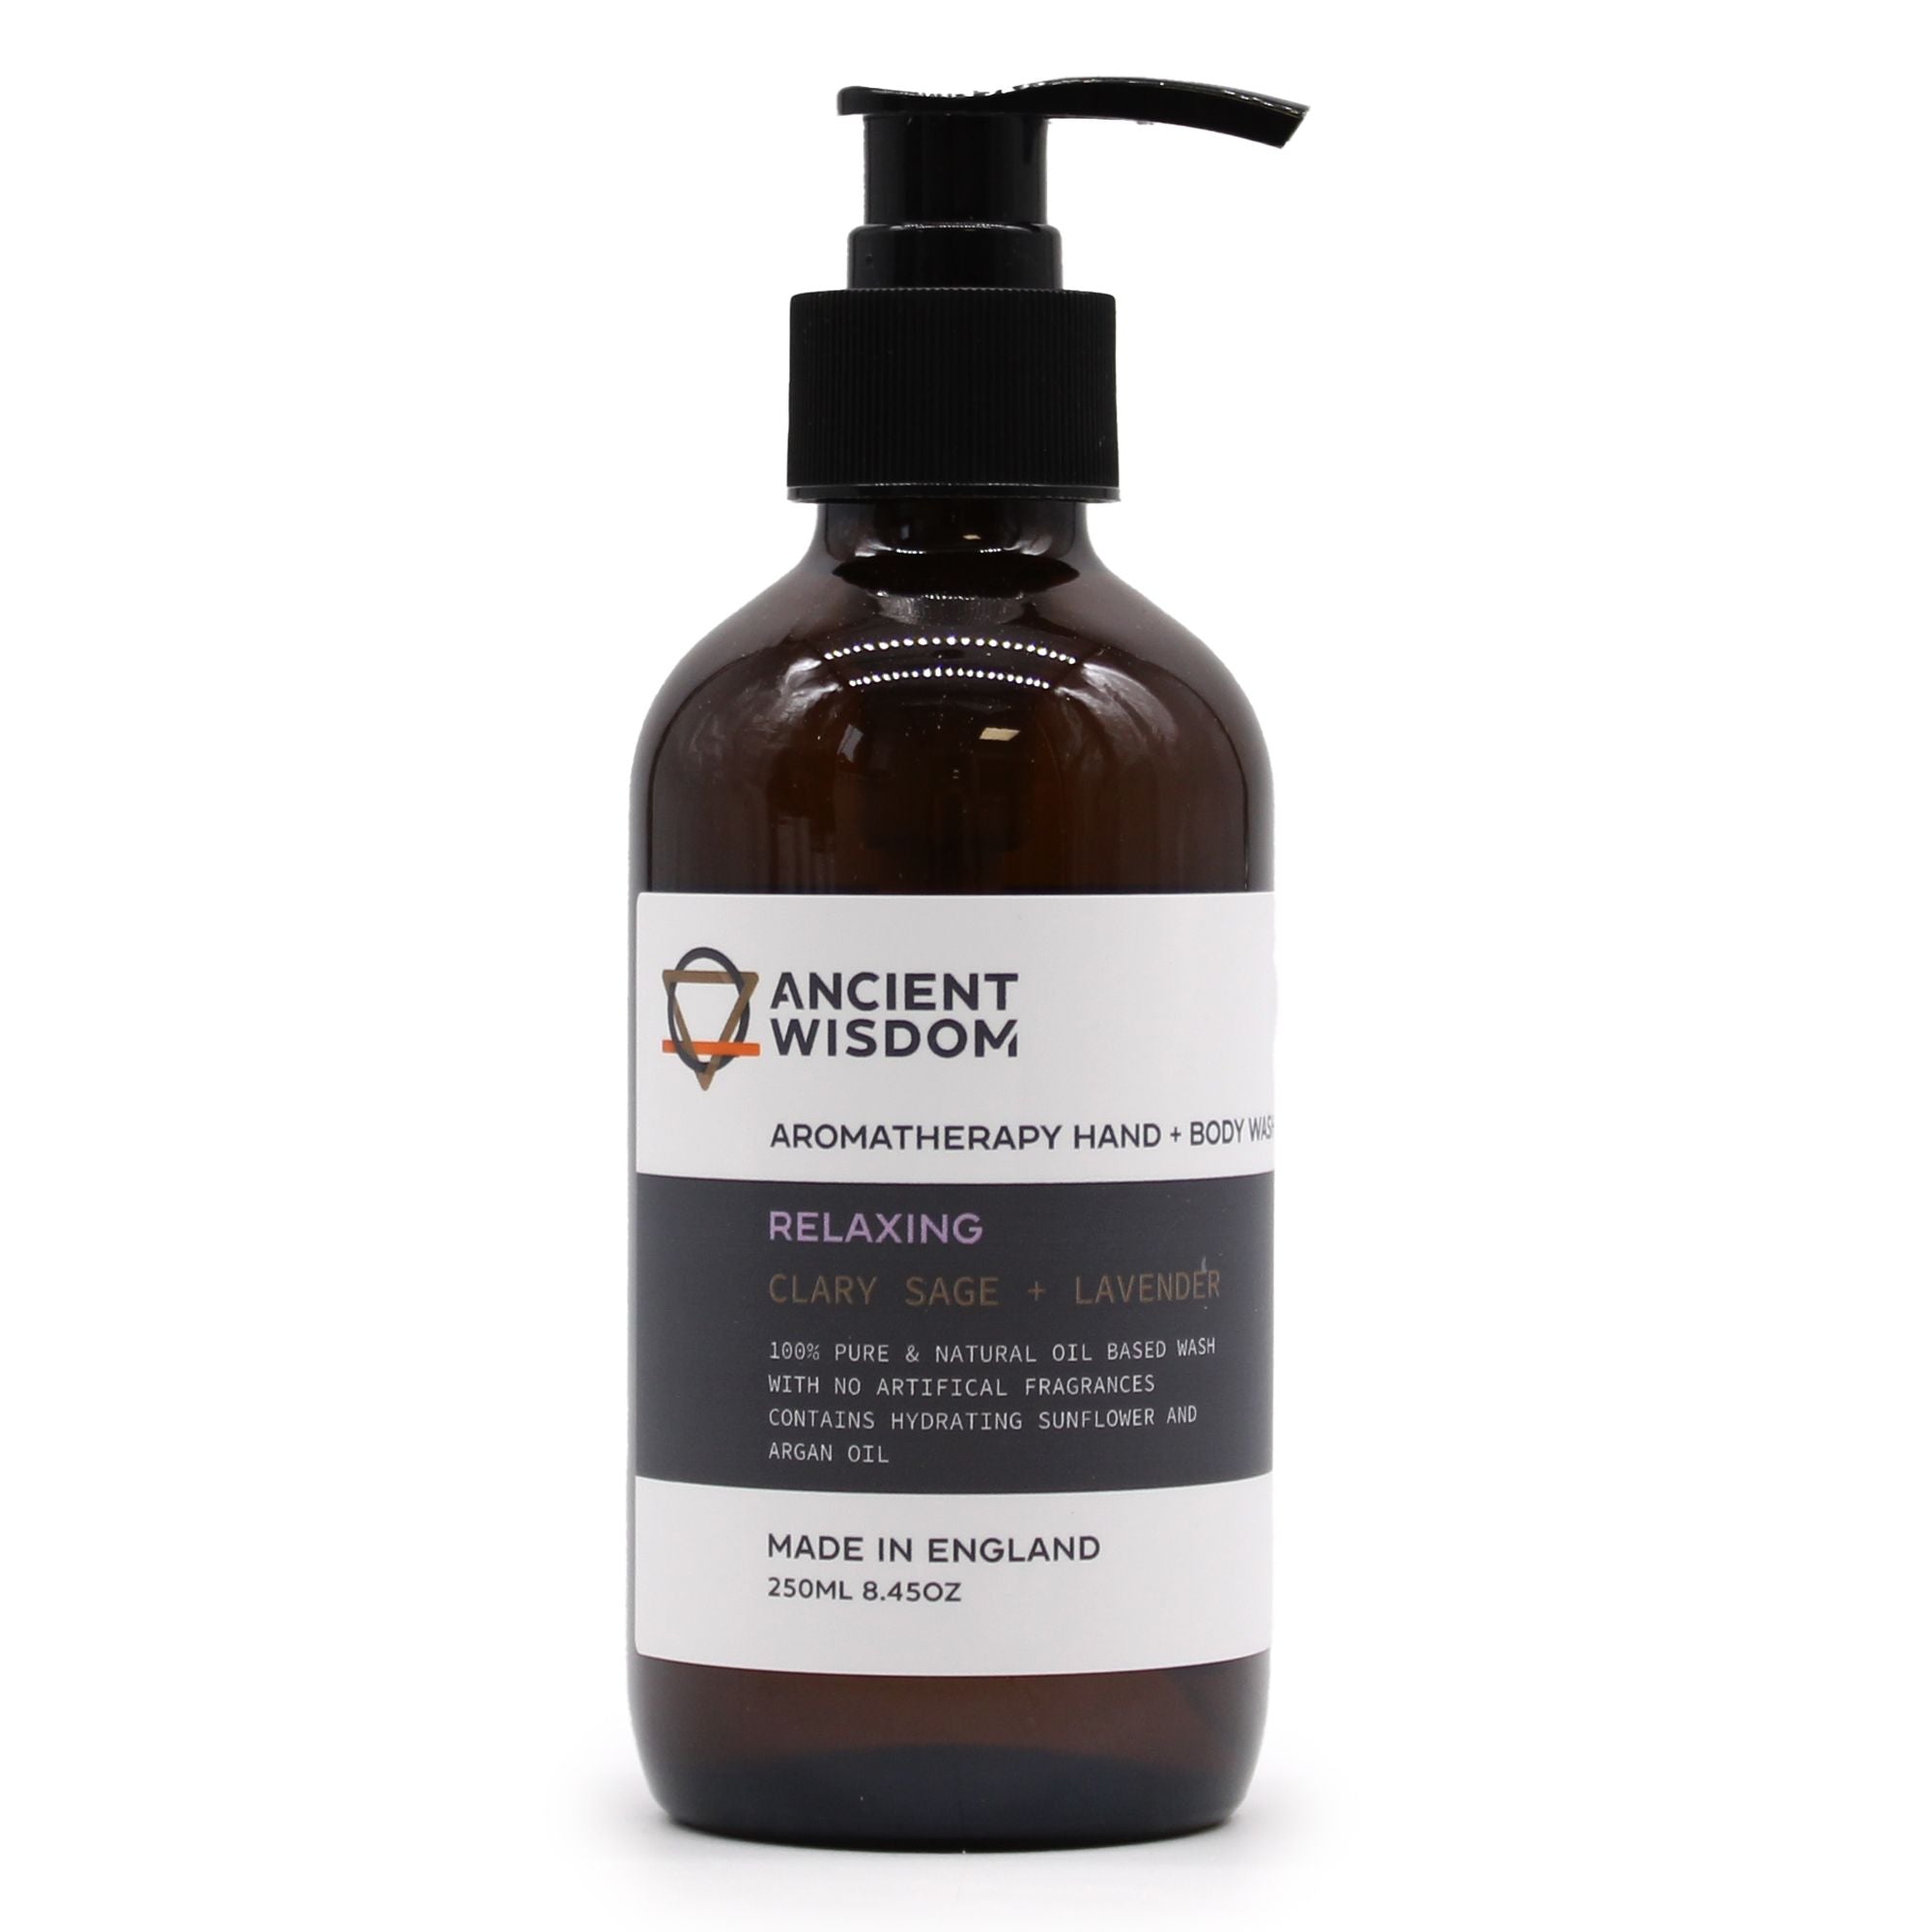 ANCIENT
WISDOM
AROMATHERAPY HAND + BODY WASH
RELAXING
CLARY SAGE + LAVENDER
100% PURE & NATURAL OIL BASED WASH
WITH NO ARTIFICAL FRAGRANCES
CONTAINS HYDRATING SUNFLOWER AND
ARGAN OIL
MADE IN ENGLAND
250ML 8.45OZ